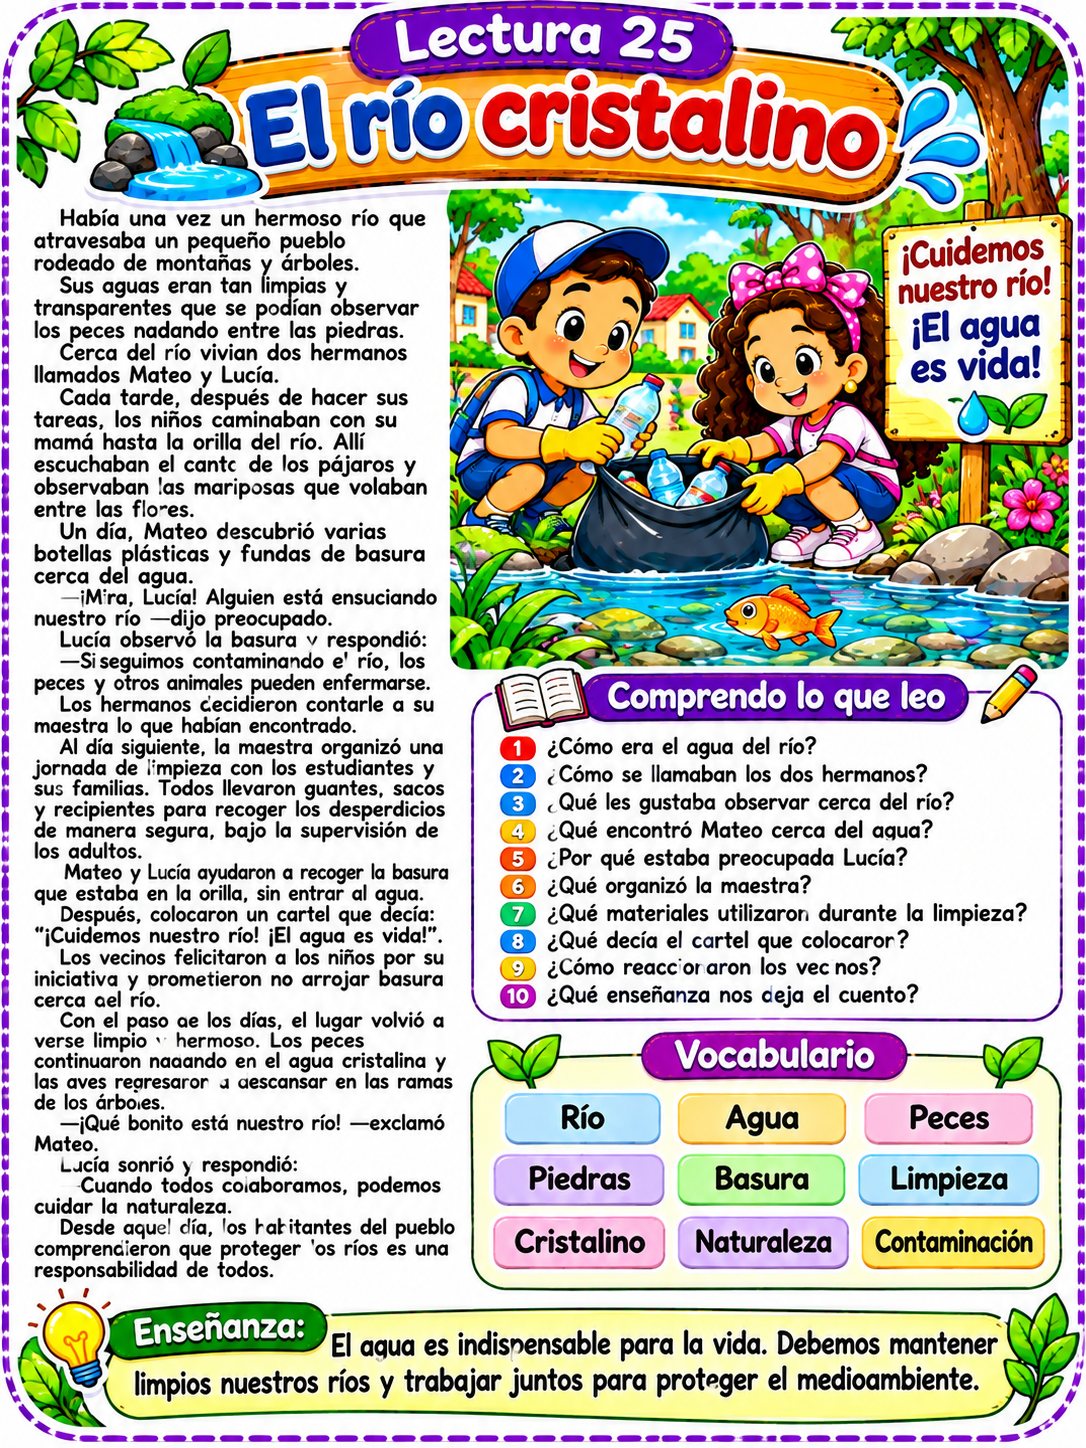 Lectura 25
El río cristalino
Había una vez un hermoso río que
atravesaba un pequeño pueblo
rodeado de montañas y árboles.
Sus aguas eran tan limpias y
transparentes que se podían observar
los peces nadando entre las piedras.
Cerca del río vivian dos hermanos
llamados Mateo y Lucía.
Cada tarde, después de hacer sus
tareas, los niños caminaban con su
mamá hasta la orilla del río. Allí
escuchaban el canto de los pájaros y
observaban las mariposas que volaban
entre las flores.
Un día, Mateo descubrió varias
botellas plásticas y fundas de basura
cerca del agua.
—¡Mira, Lucía! Alguien está ensuciando
nuestro río —dijo preocupado.
Lucía observó la basura y respondió:
—Si seguimos contaminando el río, los
peces y otros animales pueden enfermarse.
Los hermanos decidieron contarle a su
maestra lo que habían encontrado.
Al día siguiente, la maestra organizó una
jornada de limpieza con los estudiantes y
sus familias. Todos llevaron guantes, sacos
y recipientes para recoger los desperdicios
de manera segura, bajo la supervisión de
los adultos.
Mateo y Lucía ayudaron a recoger la basura
que estaba en la orilla, sin entrar al agua.
Después, colocaron un cartel que decía:
"¡Cuidemos nuestro río! ¡El agua es vida!".
Los vecinos felicitaron a los niños por su
iniciativa y prometieron no arrojar basura
cerca del río.
Con el paso de los días, el lugar volvió a
verse limpio y hermoso. Los peces
continuaron nadando en el agua cristalina y
las aves regresaron a descansar en las ramas
de los árboles.
—¡Qué bonito está nuestro río! —exclamó
Mateo.
Lucía sonrió y respondió:
—Cuando todos colaboramos, podemos
cuidar la naturaleza.
Desde aquel día, los habitantes del pueblo
comprendieron que proteger los ríos es una
responsabilidad de todos.
¡Cuidemos
nuestro río!
¡El agua
es vida!
Comprendo lo que leo
1 ¿Cómo era el agua del río?
2 ¿Cómo se llamaban los dos hermanos?
3 ¿Qué les gustaba observar cerca del río?
4 ¿Qué encontró Mateo cerca del agua?
5 ¿Por qué estaba preocupada Lucía?
6 ¿Qué organizó la maestra?
7 ¿Qué materiales utilizaron durante la limpieza?
8 ¿Qué decía el cartel que colocaron?
9 ¿Cómo reaccionaron los vecinos?
10 ¿Qué enseñanza nos deja el cuento?
Vocabulario
Río Agua Peces
Piedras Basura Limpieza
Cristalino Naturaleza Contaminación
Enseñanza: El agua es indispensable para la vida. Debemos mantener
limpios nuestros ríos y trabajar juntos para proteger el medioambiente.